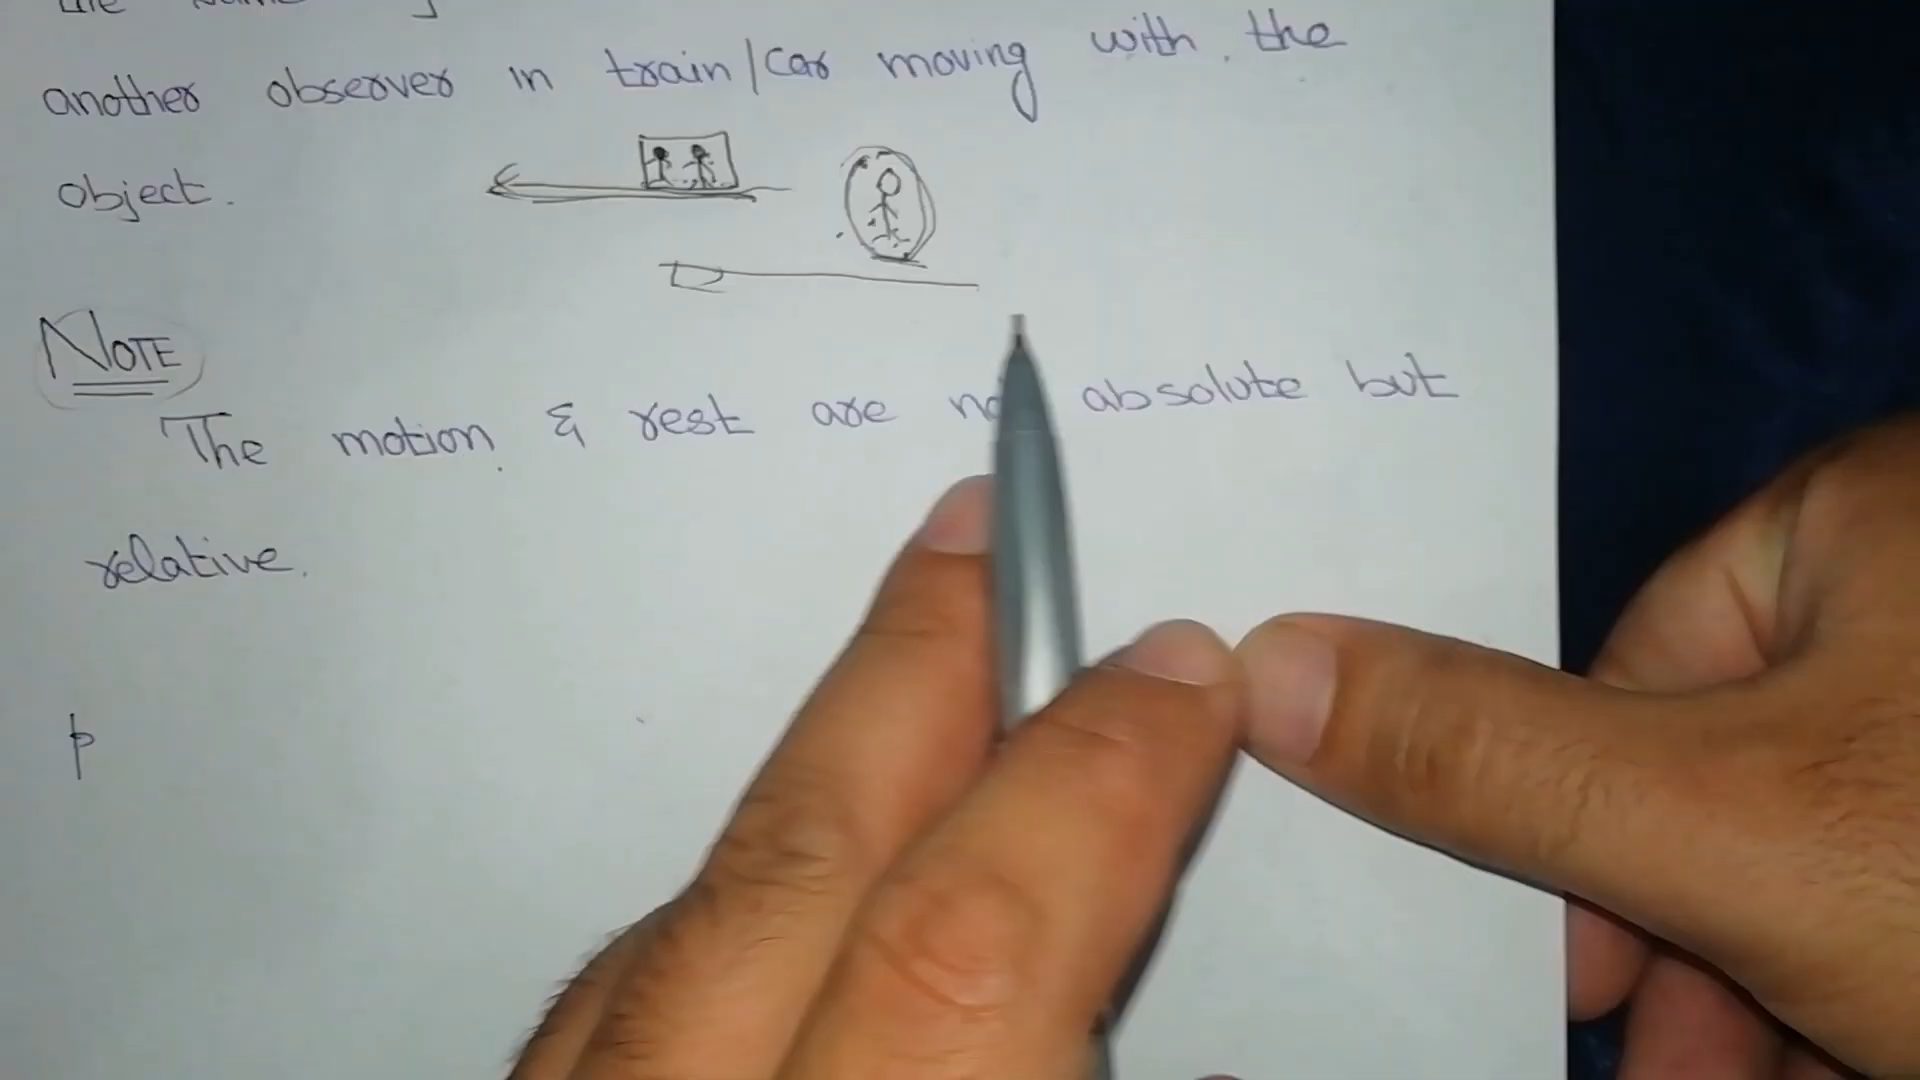 another observer in train/car moving with the
object.
NOTE
The motion & rest are absolute but
relative.
p